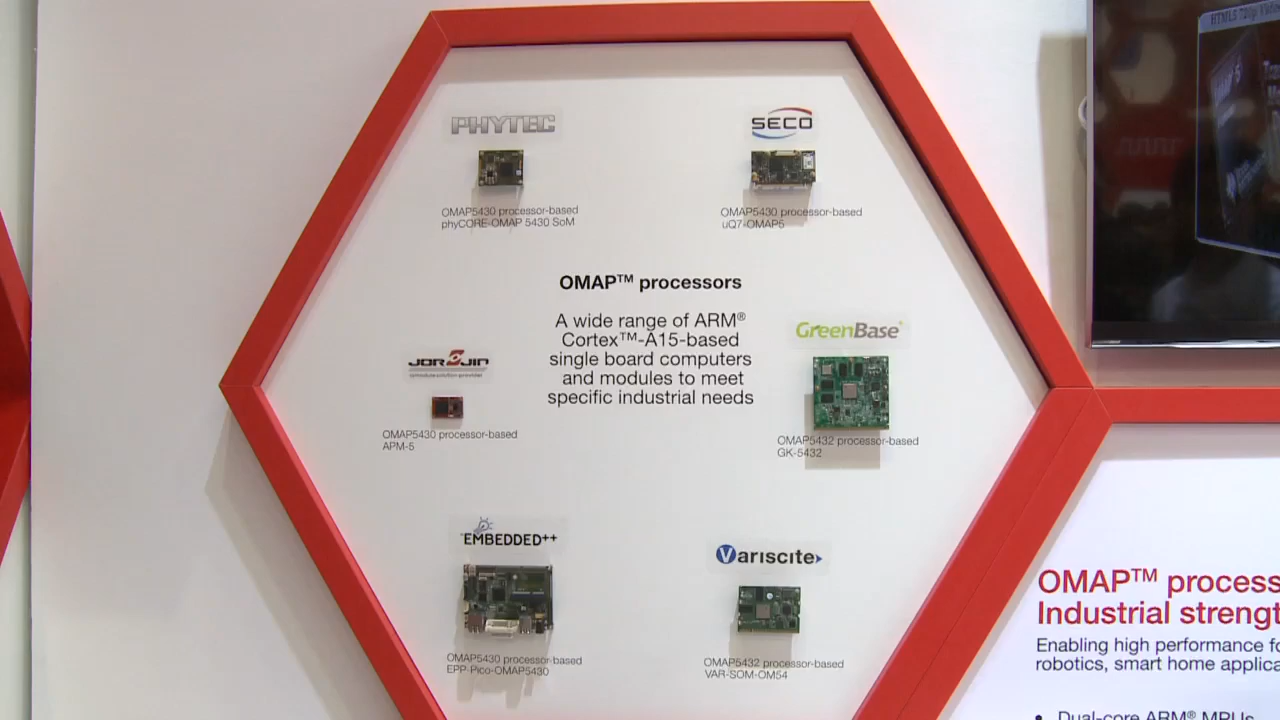 PHYTEC
OMAP5430 processor-based
phyCORE-OMAP 5430 SoM
SECO
OMAP5430 processor-based
uQ7-OMAP5
OMAP™ processors
A wide range of ARM®
Cortex™-A15-based
single board computers
and modules to meet
specific industrial needs
JORJIN
OMAP5430 processor-based
APM-5
GreenBase
OMAP5432 processor-based
GK-5432
EMBEDDED++
OMAP5430 processor-based
EPP-Pico-OMAP5430
Variscite
OMAP5432 processor-based
VAR-SOM-OM54
HTML5 720p Video
OMAP™ process
Industrial strengt
Enabling high performance fo
robotics, smart home applica
• Dual-core ARM® MPUs